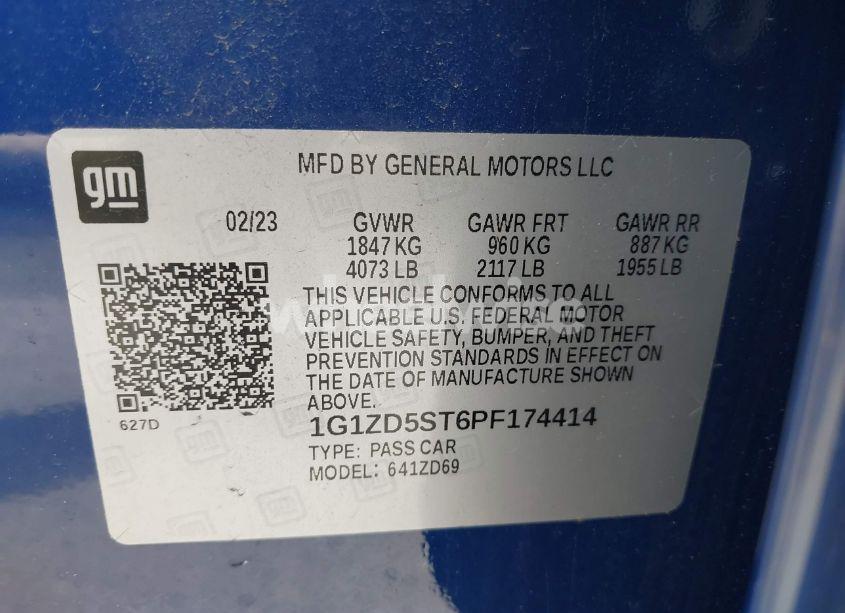 gm
MFD BY GENERAL MOTORS LLC
02/23 GVWR GAWR FRT GAWR RR
1847 KG 960 KG 887 KG
4073 LB 2117 LB 1955 LB
THIS VEHICLE CONFORMS TO ALL
APPLICABLE U.S. FEDERAL MOTOR
VEHICLE SAFETY, BUMPER, AND THEFT
PREVENTION STANDARDS IN EFFECT ON
THE DATE OF MANUFACTURE SHOWN
ABOVE.
627D
1G1ZD5ST6PF174414
TYPE: PASS CAR
MODEL: 641ZD69